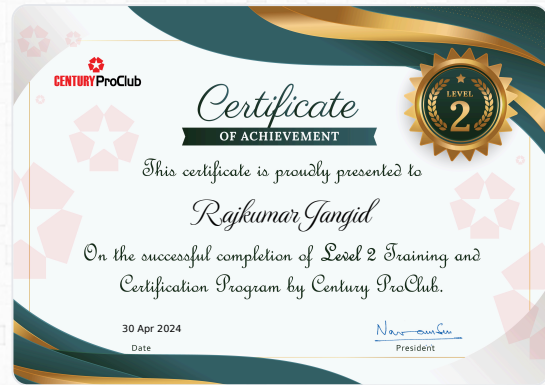 CENTURY ProClub
Certificate
OF ACHIEVEMENT
LEVEL
2
This certificate is proudly presented to
Rajkumar Jangid
On the successful completion of Level 2 Training and
Certification Program by Century ProClub.
30 Apr 2024
Date
President